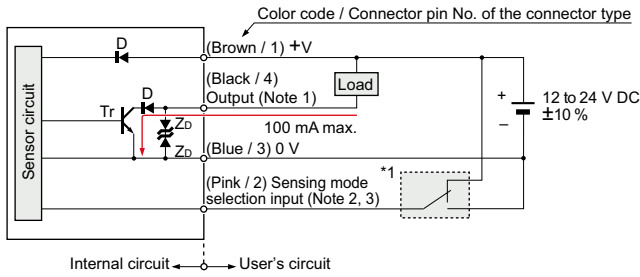 Color code / Connector pin No. of the connector type
D
(Brown / 1) +V
(Black / 4)
Output (Note 1)
Load
Tr
D
ZD
ZD
100 mA max.
+
–
12 to 24 V DC
±10 %
Sensor circuit
(Blue / 3) 0 V
(Pink / 2) Sensing mode
selection input (Note 2, 3)
*1
Internal circuit
User's circuit